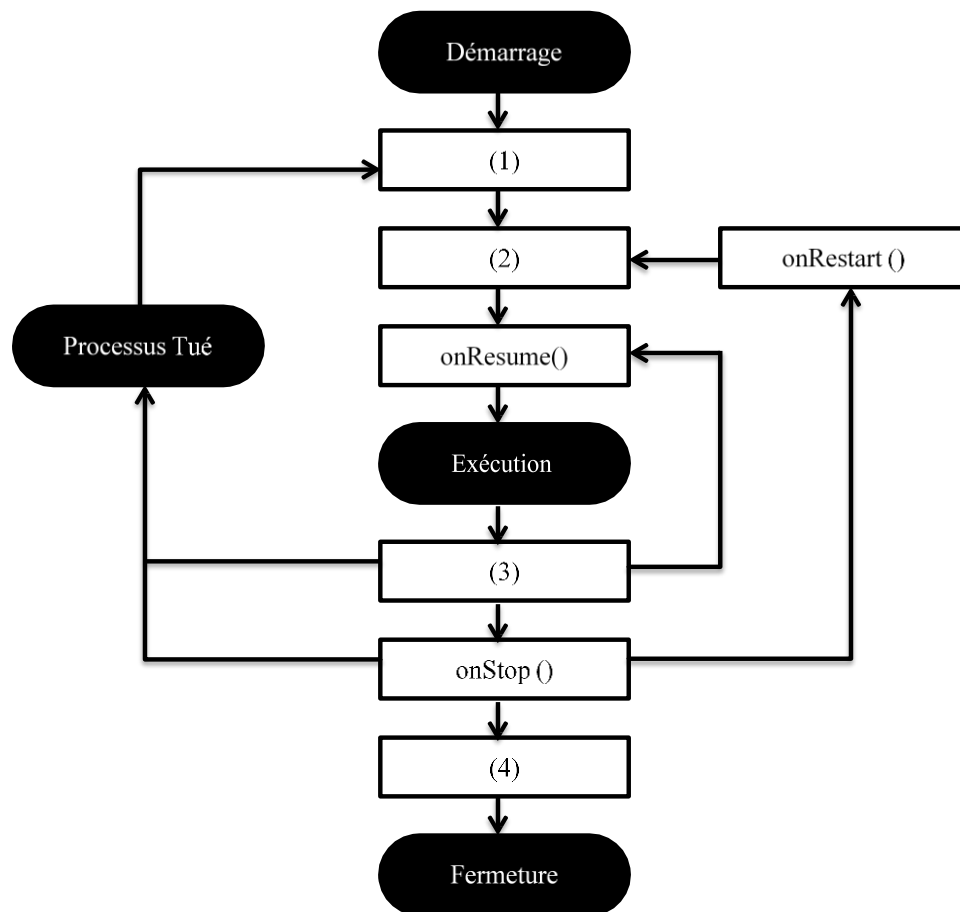 Démarrage
(1)
(2)
onRestart ()
Processus Tué
onResume()
Exécution
(3)
onStop ()
(4)
Fermeture